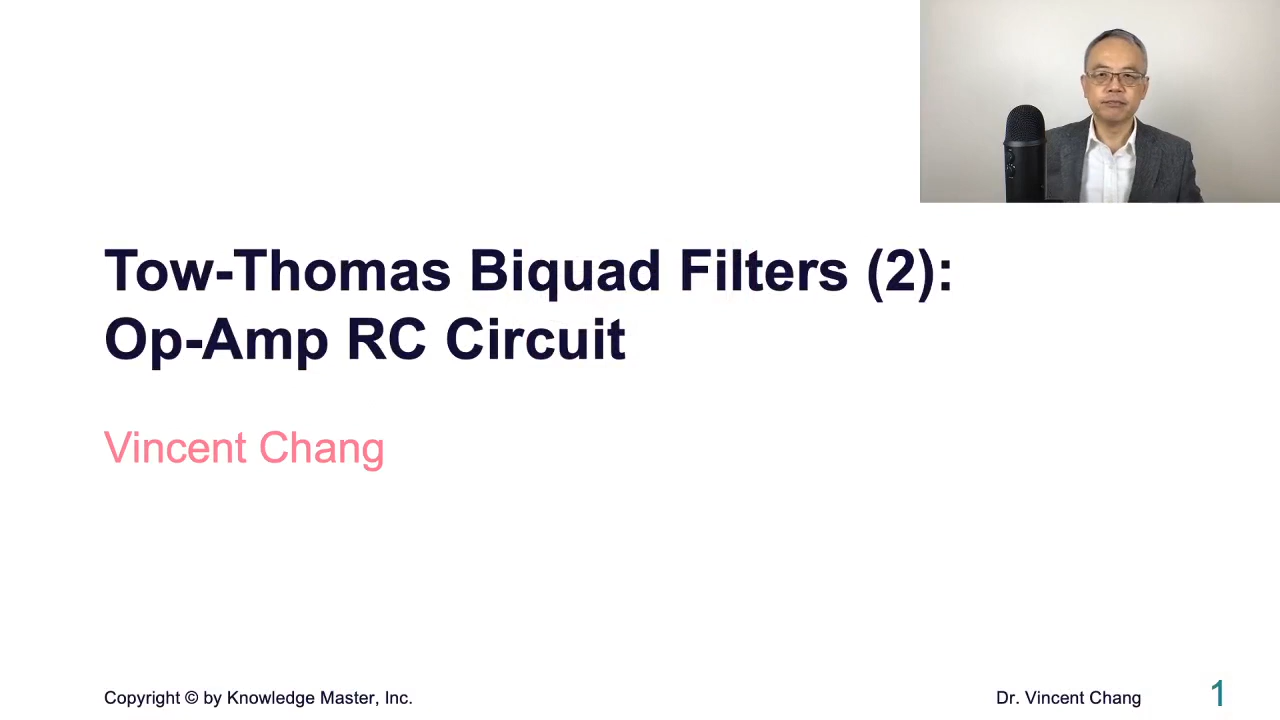 Tow-Thomas Biquad Filters (2):
Op-Amp RC Circuit
Vincent Chang
Copyright © by Knowledge Master, Inc.
Dr. Vincent Chang
1